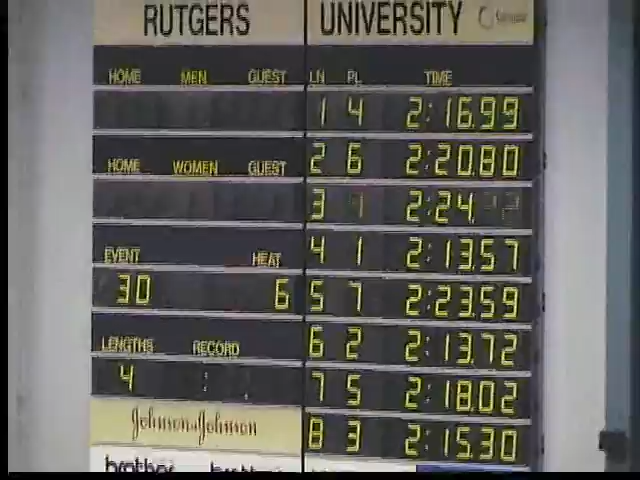 RUTGERS UNIVERSITY
HOME MEN GUEST LN PL TIME
1 4 2:16.99
HOME WOMEN GUEST 2 6 2:20.80
3 2:24.
EVENT HEAT 4 1 2:13.57
30 6 5 7 2:23.59
LENGTHS RECORD 6 2 2:13.72
4 : . 7 5 2:18.02
Johnson & Johnson 8 3 2:15.30
brother brother